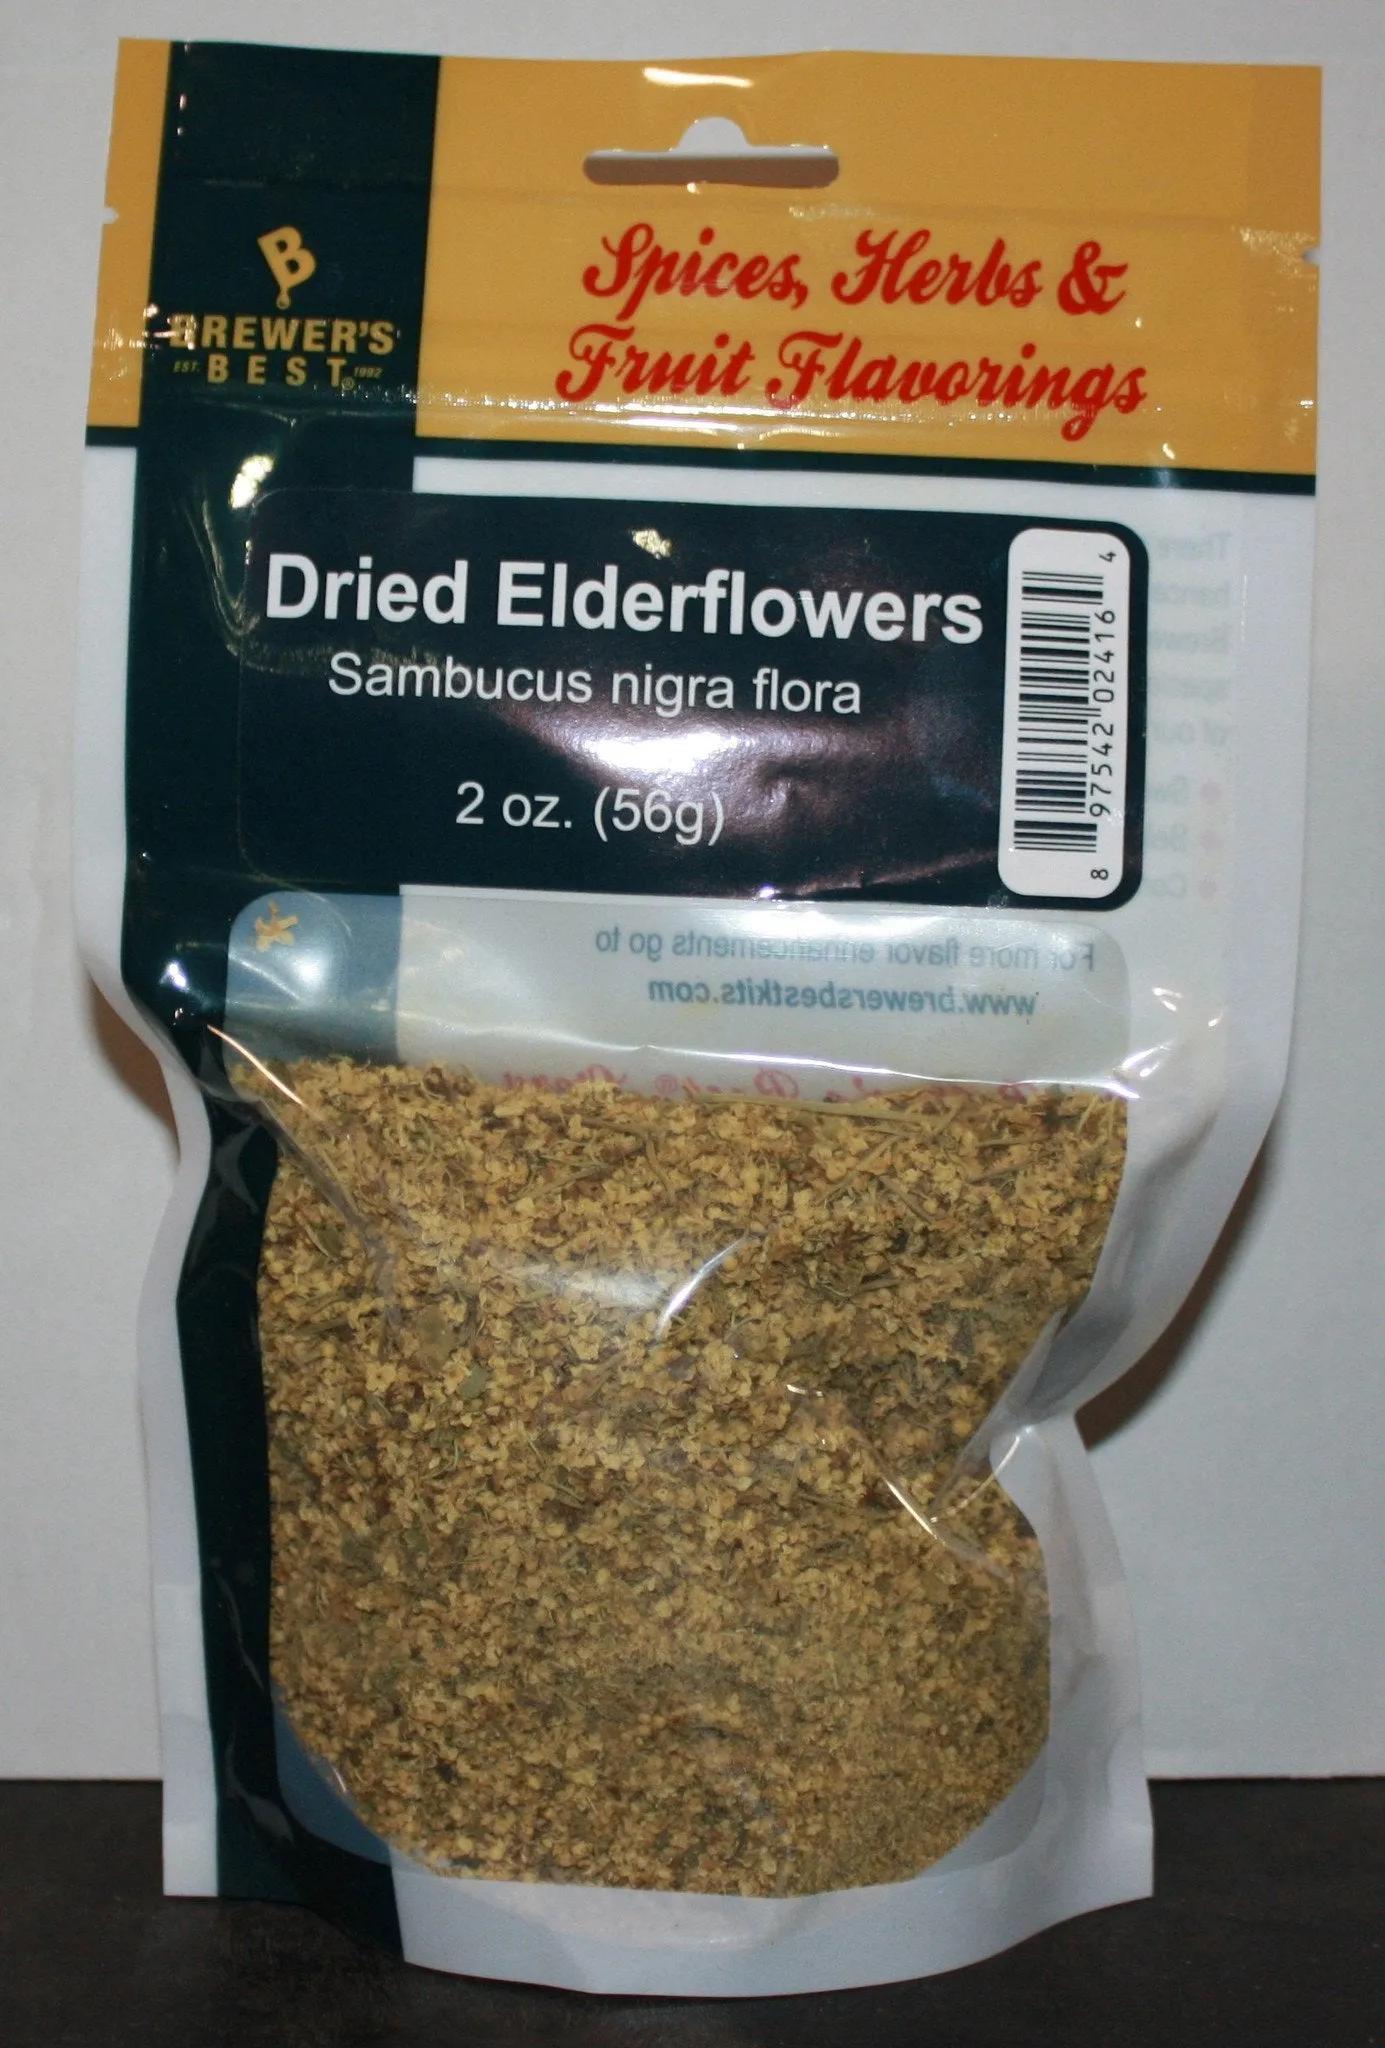 B
BREWER'S
EST. BEST® 1992
Spices, Herbs &
Fruit Flavorings
Dried Elderflowers
Sambucus nigra flora
2 oz. (56g)
8 97542 02416 4
For more flavor enhancements go to
www.brewersbestkits.com